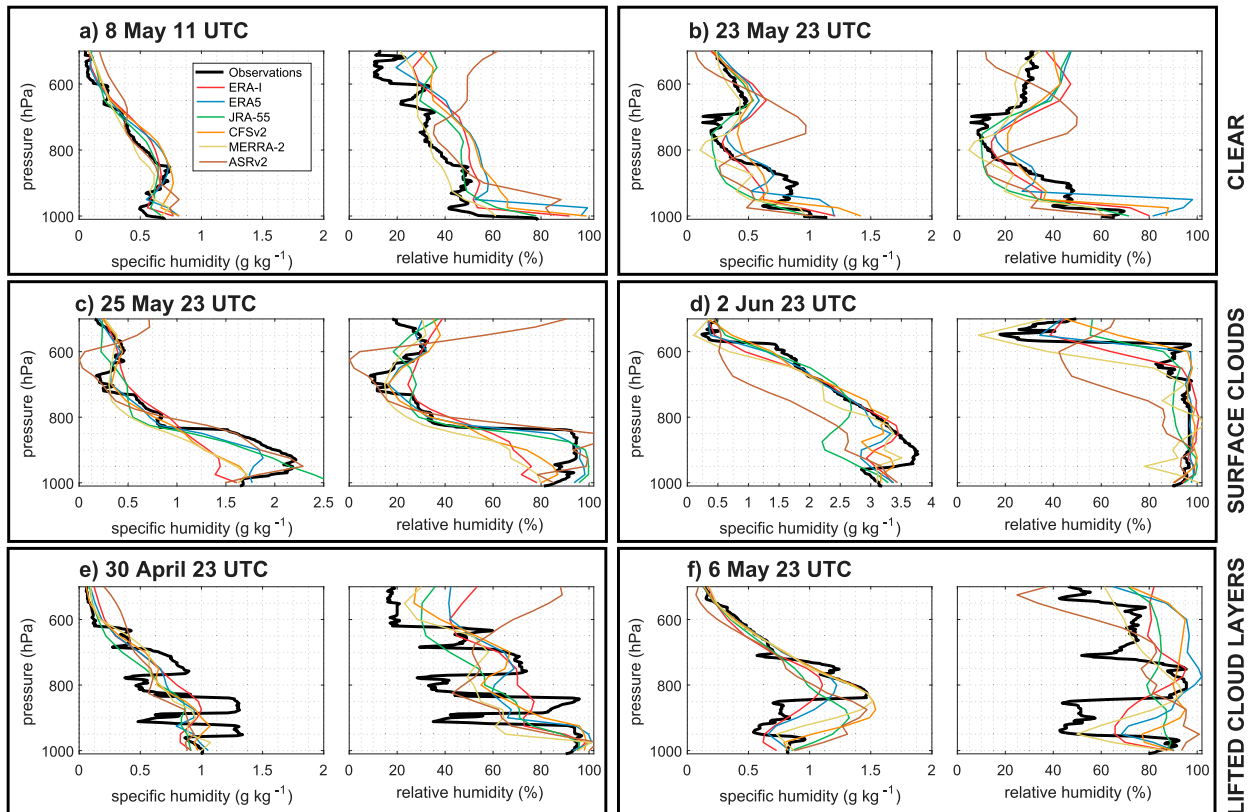 a) 8 May 11 UTC
600
800
1000
pressure (hPa)
Observations
ERA-I
ERA5
JRA-55
CFSv2
MERRA-2
ASRv2
0 0.5 1 1.5 2
specific humidity (g kg⁻¹)
0 20 40 60 80 100
relative humidity (%)
b) 23 May 23 UTC
600
800
1000
pressure (hPa)
0 0.5 1 1.5 2
specific humidity (g kg⁻¹)
0 20 40 60 80 100
relative humidity (%)
CLEAR
c) 25 May 23 UTC
600
800
1000
pressure (hPa)
0 0.5 1 1.5 2 2.5
specific humidity (g kg⁻¹)
0 20 40 60 80 100
relative humidity (%)
d) 2 Jun 23 UTC
600
800
1000
pressure (hPa)
0 0.5 1 1.5 2 2.5 3 3.5 4
specific humidity (g kg⁻¹)
0 20 40 60 80 100
relative humidity (%)
SURFACE CLOUDS
e) 30 April 23 UTC
600
800
1000
pressure (hPa)
0 0.5 1 1.5 2
specific humidity (g kg⁻¹)
0 20 40 60 80 100
relative humidity (%)
f) 6 May 23 UTC
600
800
1000
pressure (hPa)
0 0.5 1 1.5 2
specific humidity (g kg⁻¹)
0 20 40 60 80 100
relative humidity (%)
LIFTED CLOUD LAYERS